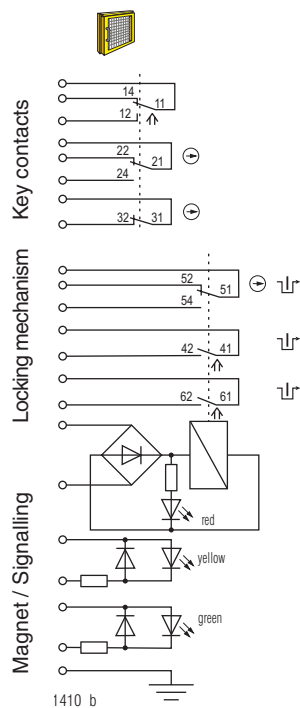 Key contacts
14
11
12
22
21
24
32 31
Locking mechanism
52
51
54
42 41
62 61
Magnet / Signalling
red
yellow
green
1410 b